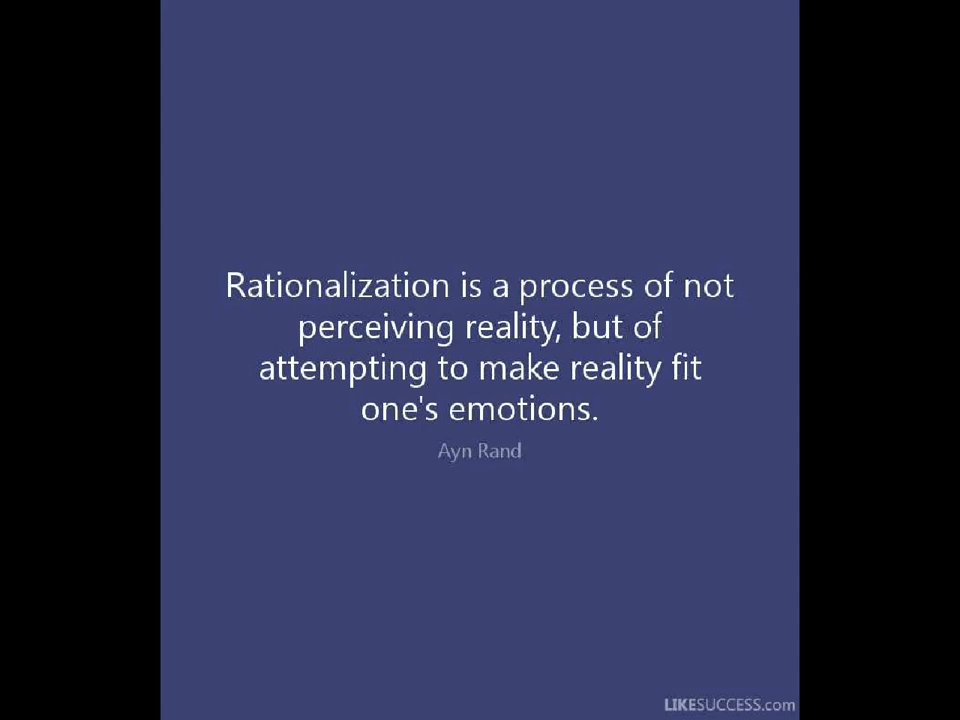 Rationalization is a process of not
perceiving reality, but of
attempting to make reality fit
one's emotions.
Ayn Rand
LIKESUCCESS.com